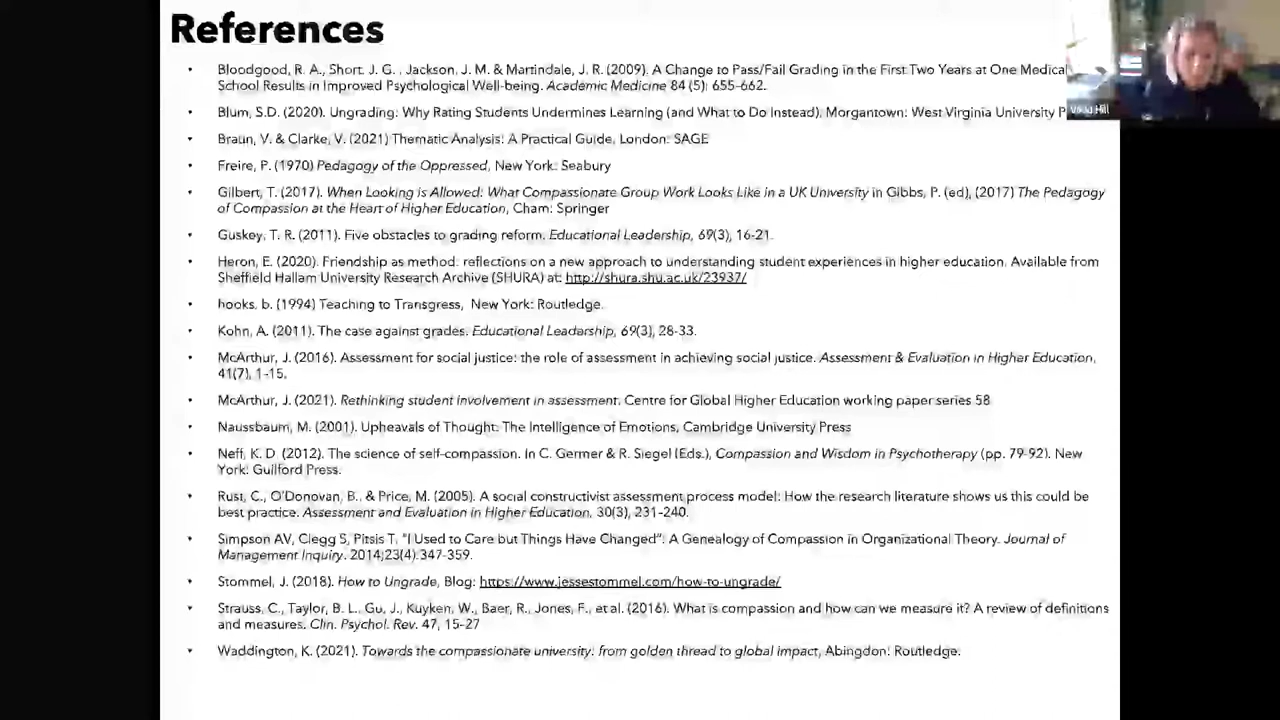 References
• Bloodgood, R. A., Short. J. G. , Jackson, J. M. & Martindale, J. R. (2009). A Change to Pass/Fail Grading in the First Two Years at One Medical
School Results in Improved Psychological Well-being. Academic Medicine 84 (5): 655-662.
• Blum, S.D. (2020). Ungrading: Why Rating Students Undermines Learning (and What to Do Instead), Morgantown: West Virginia University
• Braun, V. & Clarke, V. (2021) Thematic Analysis: A Practical Guide, London: SAGE
• Freire, P. (1970) Pedagogy of the Oppressed, New York: Seabury
• Gilbert, T. (2017). When Looking is Allowed: What Compassionate Group Work Looks Like in a UK University in Gibbs, P. (ed), (2017) The Pedagogy
of Compassion at the Heart of Higher Education, Cham: Springer
• Guskey, T. R. (2011). Five obstacles to grading reform. Educational Leadership, 69(3), 16-21.
• Heron, E. (2020). Friendship as method: reflections on a new approach to understanding student experiences in higher education. Available from
Sheffield Hallam University Research Archive (SHURA) at: http://shura.shu.ac.uk/23937/
• hooks, b. (1994) Teaching to Transgress, New York: Routledge.
• Kohn, A. (2011). The case against grades. Educational Leadership, 69(3), 28-33.
• McArthur, J. (2016). Assessment for social justice: the role of assessment in achieving social justice. Assessment & Evaluation in Higher Education,
41(7), 1-15.
• McArthur, J. (2021). Rethinking student involvement in assessment. Centre for Global Higher Education working paper series 58
• Naussbaum, M. (2001). Upheavals of Thought: The Intelligence of Emotions, Cambridge University Press
• Neff, K. D. (2012). The science of self-compassion. In C. Germer & R. Siegel (Eds.), Compassion and Wisdom in Psychotherapy (pp. 79-92). New
York: Guilford Press.
• Rust, C., O'Donovan, B., & Price, M. (2005). A social constructivist assessment process model: How the research literature shows us this could be
best practice. Assessment and Evaluation in Higher Education, 30(3), 231-240.
• Simpson AV, Clegg S, Pitsis T. "I Used to Care but Things Have Changed": A Genealogy of Compassion in Organizational Theory. Journal of
Management Inquiry. 2014;23(4):347-359.
• Stommel, J. (2018). How to Ungrade, Blog: https://www.jessestommel.com/how-to-ungrade/
• Strauss, C., Taylor, B. L., Gu, J., Kuyken, W., Baer, R., Jones, F., et al. (2016). What is compassion and how can we measure it? A review of definitions
and measures. Clin. Psychol. Rev. 47, 15-27
• Waddington, K. (2021). Towards the compassionate university: from golden thread to global impact, Abingdon: Routledge.
Hill